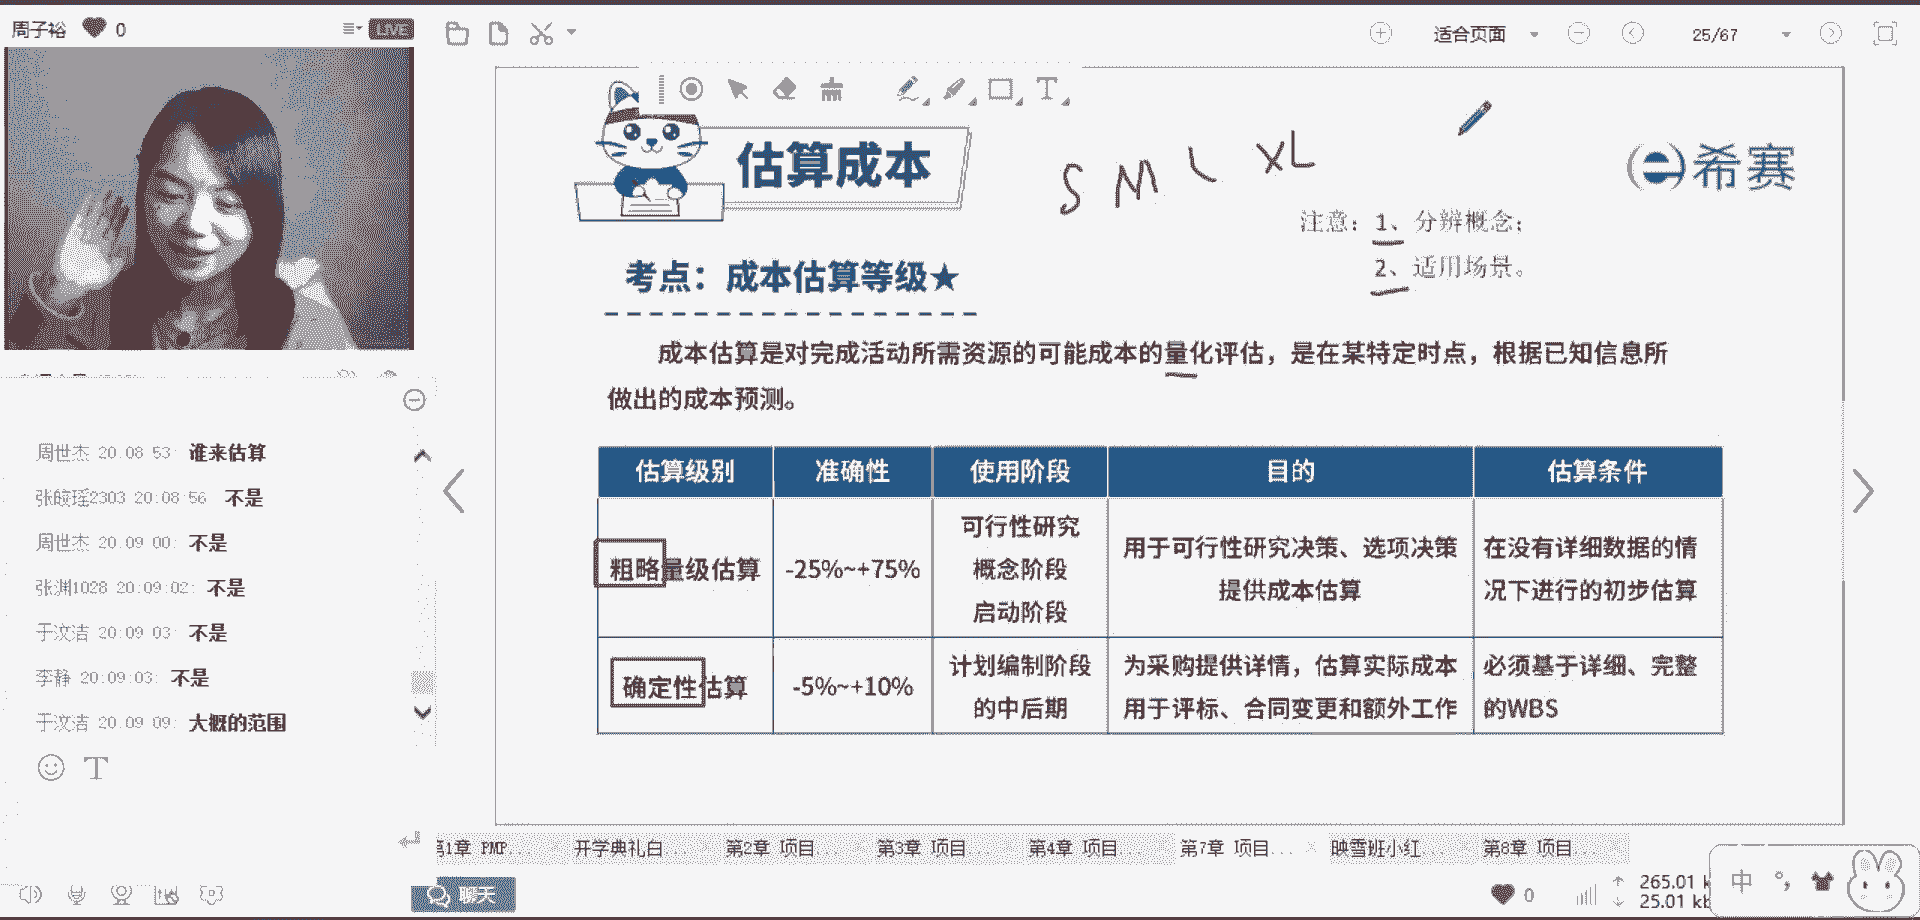 周子裕 0
LIVE
适合页面
25/67
估算成本
S M L XL
希赛
注意：1、分辨概念；
2、适用场景。
考点：成本估算等级★
成本估算是对完成活动所需资源的可能成本的量化评估，是在某特定时点，根据已知信息所
做出的成本预测。
估算级别 准确性 使用阶段 目的 估算条件
粗略量级估算 -25%~+75% 可行性研究 概念阶段 启动阶段 用于可行性研究决策、选项决策 提供成本估算 在没有详细数据的情 况下进行的初步估算
确定性估算 -5%~+10% 计划编制阶段 的中后期 为采购提供详情，估算实际成本 用于评标、合同变更和额外工作 必须基于详细、完整 的WBS
周世杰 20:08:53: 谁来估算
张皖瑶2303 20:08:56 不是
周世杰 20:09:00: 不是
张渊1028 20:09:02: 不是
于汶洁 20:09:03 不是
李静 20:09:03: 不是
于汶洁 20:09:09: 大概的范围
T
第1章 PMP... 开学典礼白... 第2章 项目... 第3章 项目... 第4章 项目... 第7章 项目... 映雪班小红... 第8章 项目...
聊天
0
265.01 k
25.01 kb
中